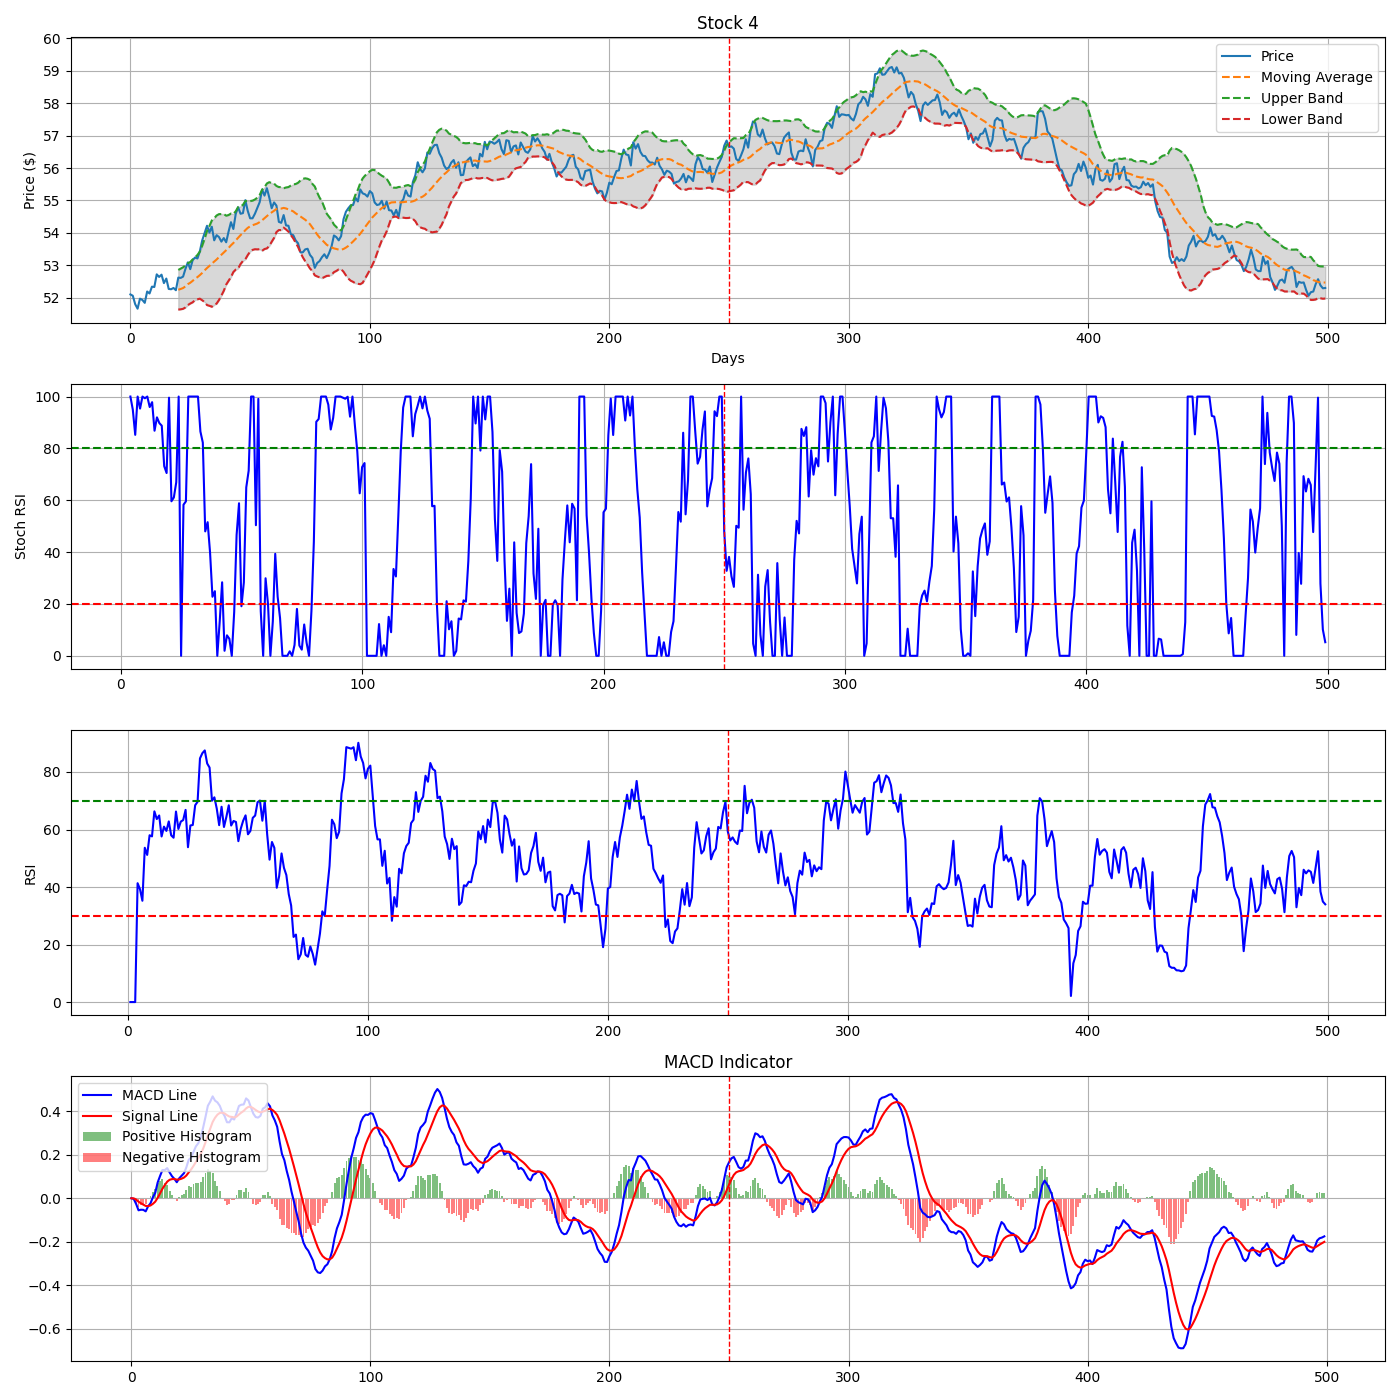 Stock 4
60
59
58
57
56
55
54
53
52
Price ($)
Price
Moving Average
Upper Band
Lower Band
0 100 200 300 400 500
Days
100
80
60
40
20
0
Stoch RSI
0 100 200 300 400 500
80
60
40
20
0
RSI
0 100 200 300 400 500
MACD Indicator
MACD Line
Signal Line
Positive Histogram
Negative Histogram
0.4
0.2
0.0
−0.2
−0.4
−0.6
0 100 200 300 400 500